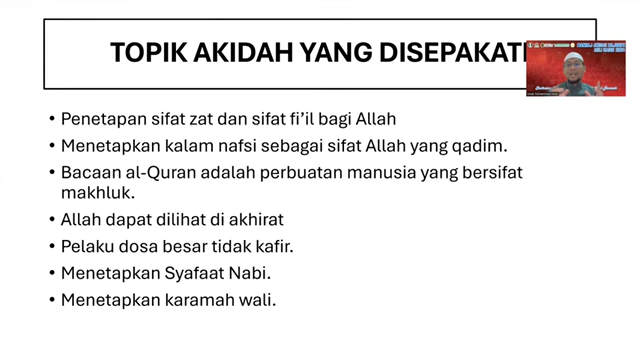 TOPIK AKIDAH YANG DISEPAKATI
• Penetapan sifat zat dan sifat fi’il bagi Allah
• Menetapkan kalam nafsi sebagai sifat Allah yang qadim.
• Bacaan al-Quran adalah perbuatan manusia yang bersifat
makhluk.
• Allah dapat dilihat di akhirat
• Pelaku dosa besar tidak kafir.
• Menetapkan Syafaat Nabi.
• Menetapkan karamah wali.